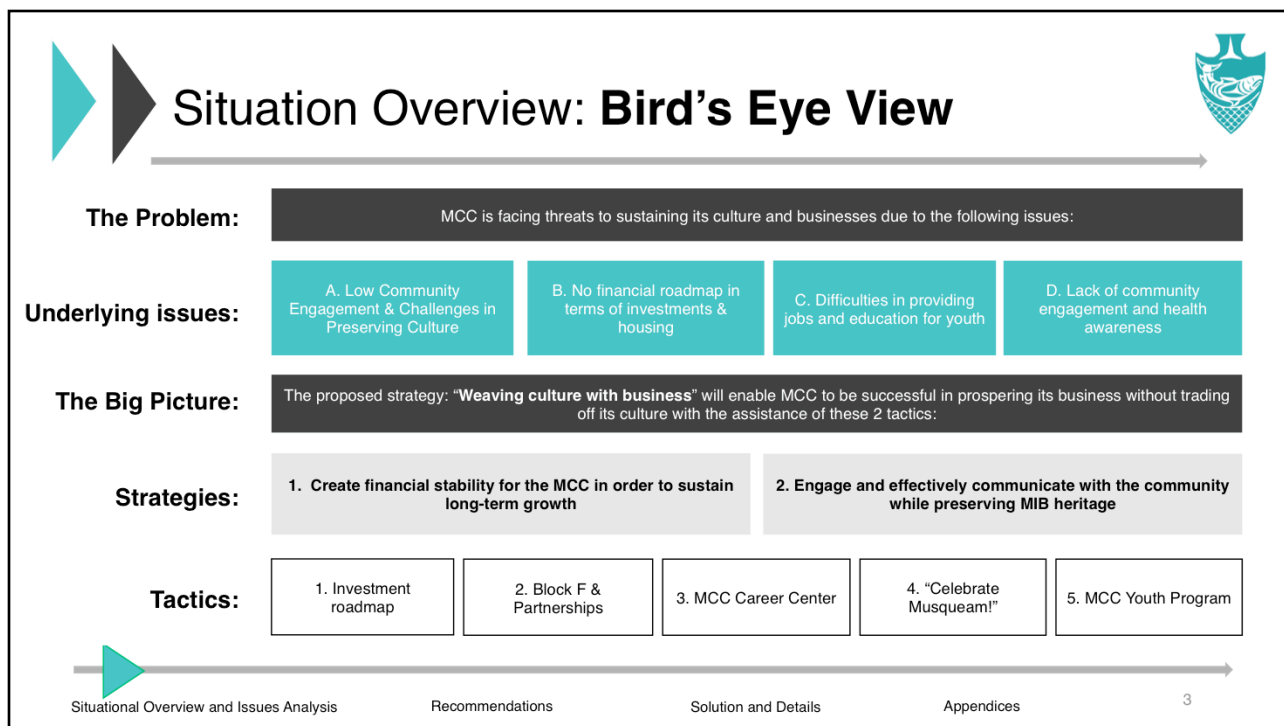 Situation Overview: Bird's Eye View
The Problem:
MCC is facing threats to sustaining its culture and businesses due to the following issues:
Underlying issues:
A. Low Community
Engagement & Challenges in
Preserving Culture
B. No financial roadmap in
terms of investments &
housing
C. Difficulties in providing
jobs and education for youth
D. Lack of community
engagement and health
awareness
The Big Picture:
The proposed strategy: “Weaving culture with business” will enable MCC to be successful in prospering its business without trading
off its culture with the assistance of these 2 tactics:
Strategies:
1. Create financial stability for the MCC in order to sustain
long-term growth
2. Engage and effectively communicate with the community
while preserving MIB heritage
Tactics:
1. Investment
roadmap
2. Block F &
Partnerships
3. MCC Career Center
4. “Celebrate
Musqueam!”
5. MCC Youth Program
Situational Overview and Issues Analysis
Recommendations
Solution and Details
Appendices
3